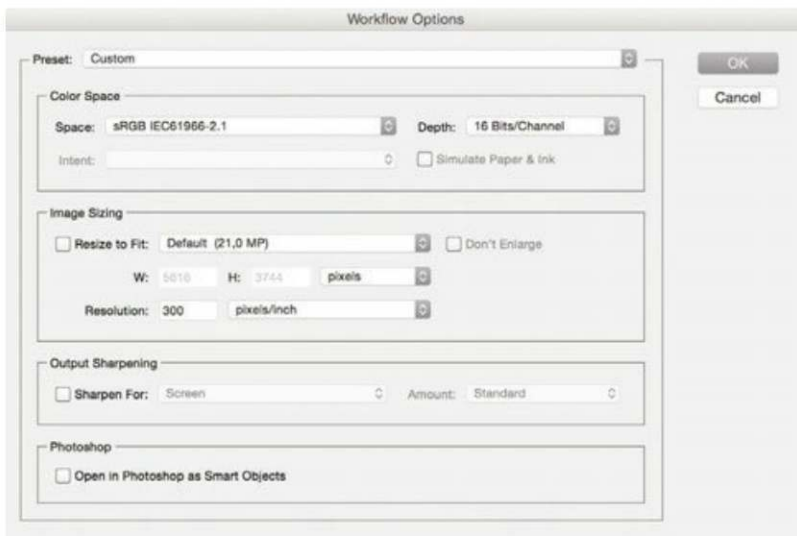 Workflow Options
Preset: Custom
OK
Cancel
Color Space
Space: sRGB IEC61966-2.1 Depth: 16 Bits/Channel
Intent: Simulate Paper & Ink
Image Sizing
Resize to Fit: Default (21,0 MP) Don't Enlarge
W: 5616 H: 3744 pixels
Resolution: 300 pixels/inch
Output Sharpening
Sharpen For: Screen Amount: Standard
Photoshop
Open in Photoshop as Smart Objects